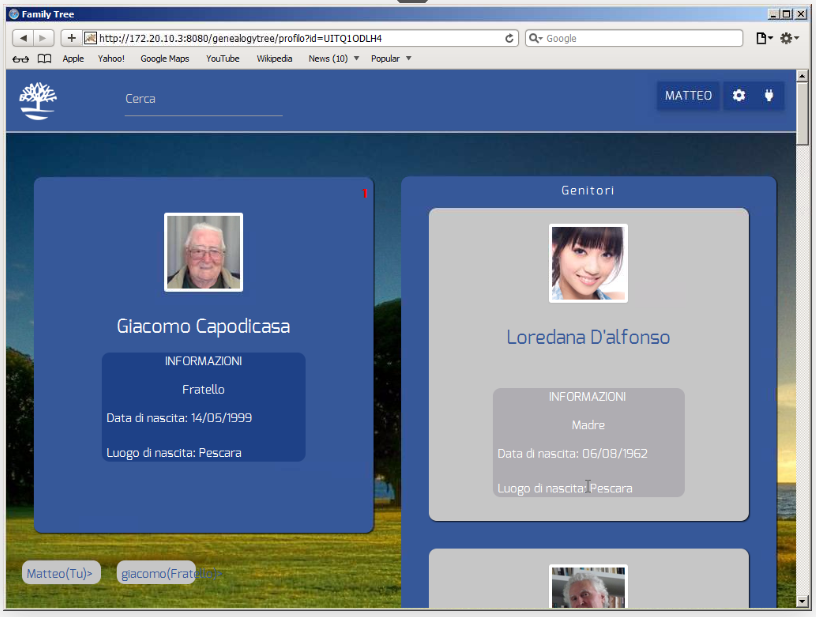 Family Tree
http://172.20.10.3:8080/genealogytree/profilo?id=UITQ1ODLH4
Google
Apple Yahoo! Google Maps YouTube Wikipedia News (10) Popular
Cerca
MATTEO
1
Giacomo Capodicasa
INFORMAZIONI
Fratello
Data di nascita: 14/05/1999
Luogo di nascita: Pescara
Genitori
Loredana D'alfonso
INFORMAZIONI
Madre
Data di nascita: 06/08/1962
Luogo di nascita: Pescara
Matteo(Tu)>